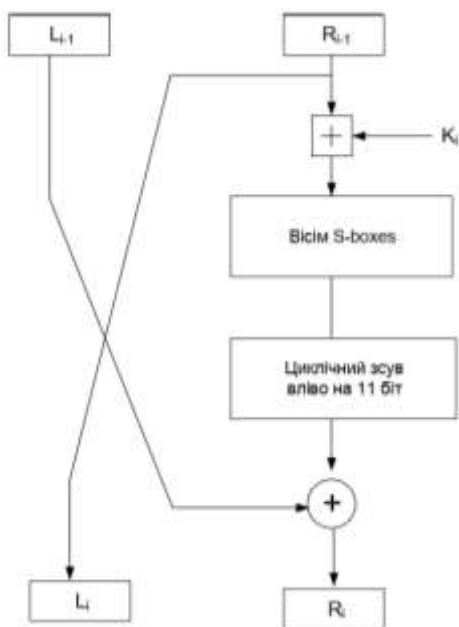 Lᵢ₋₁ Rᵢ₋₁
+
Kᵢ
Вісім S-boxes
Циклічний зсув
вліво на 11 біт
+
Lᵢ Rᵢ